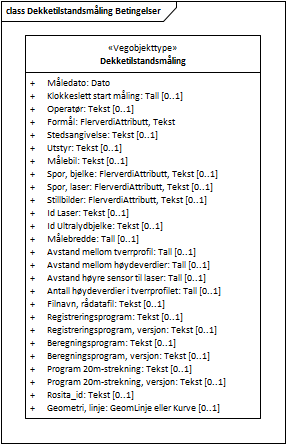 class Dekketilstandsmåling Betingelser
«Vegobjekttype»
Dekketilstandsmåling
+ Måledato: Dato
+ Klokkeslett start måling: Tall [0..1]
+ Operatør: Tekst [0..1]
+ Formål: FlerverdiAttributt, Tekst
+ Stedsangivelse: Tekst [0..1]
+ Utstyr: Tekst [0..1]
+ Målebil: Tekst [0..1]
+ Spor, bjelke: FlerverdiAttributt, Tekst [0..1]
+ Spor, laser: FlerverdiAttributt, Tekst [0..1]
+ Stillbilder: FlerverdiAttributt, Tekst [0..1]
+ Id Laser: Tekst [0..1]
+ Id Ultralydbjelke: Tekst [0..1]
+ Målebredde: Tall [0..1]
+ Avstand mellom tverrprofil: Tall [0..1]
+ Avstand mellom høydeverdier: Tall [0..1]
+ Avstand høyre sensor til laser: Tall [0..1]
+ Antall høydeverdier i tverrprofilet: Tall [0..1]
+ Filnavn, rådatafil: Tekst [0..1]
+ Registreringsprogram: Tekst [0..1]
+ Registreringsprogram, versjon: Tekst [0..1]
+ Beregningsprogram: Tekst [0..1]
+ Beregningsprogram, versjon: Tekst [0..1]
+ Program 20m-strekning: Tekst [0..1]
+ Program 20m-strekning, versjon: Tekst [0..1]
+ Rosita_id: Tekst [0..1]
+ Geometri, linje: GeomLinje eller Kurve [0..1]